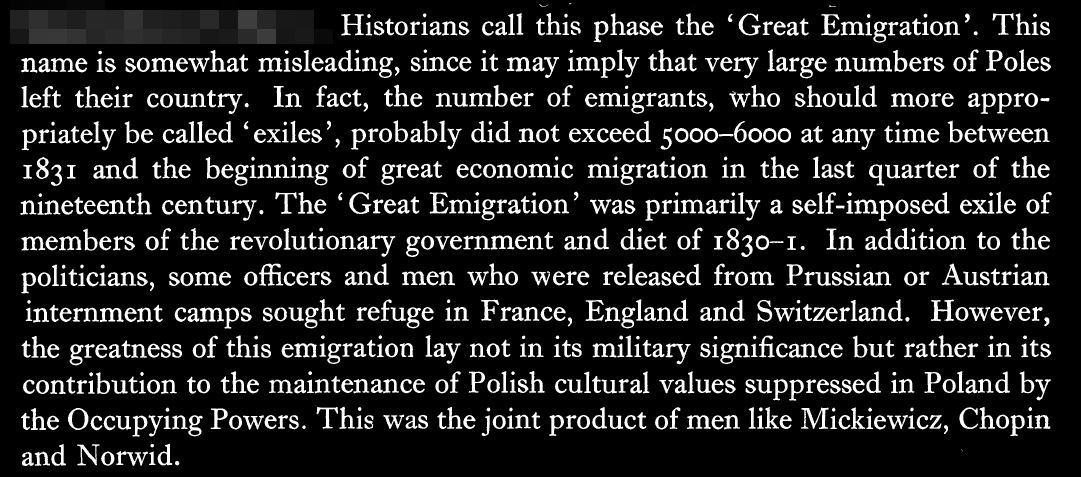 Historians call this phase the ‘Great Emigration’. This
name is somewhat misleading, since it may imply that very large numbers of Poles
left their country. In fact, the number of emigrants, who should more appro-
priately be called ‘exiles’, probably did not exceed 5000–6000 at any time between
1831 and the beginning of great economic migration in the last quarter of the
nineteenth century. The ‘Great Emigration’ was primarily a self-imposed exile of
members of the revolutionary government and diet of 1830–1. In addition to the
politicians, some officers and men who were released from Prussian or Austrian
internment camps sought refuge in France, England and Switzerland. However,
the greatness of this emigration lay not in its military significance but rather in its
contribution to the maintenance of Polish cultural values suppressed in Poland by
the Occupying Powers. This was the joint product of men like Mickiewicz, Chopin
and Norwid.